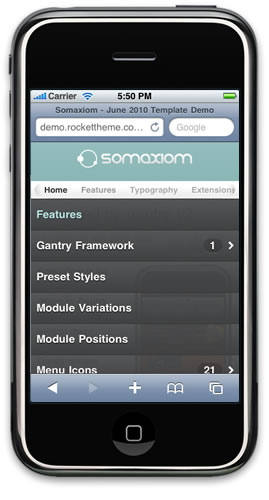 Carrier 5:50 PM
Somaxiom - June 2010 Template Demo
demo.rockettheme.co... Google
somaxiom
Home Features Typography Extension
Features
Gantry Framework 1
Preset Styles
Module Variations
Module Positions
Menu Icons 21